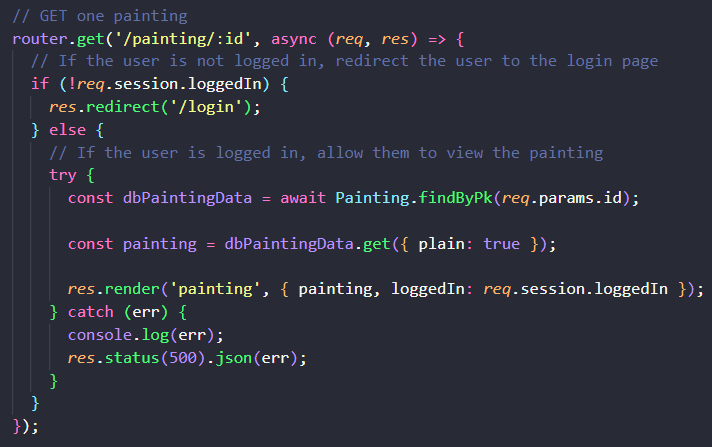 // GET one painting
router.get('/painting/:id', async (req, res) => {
// If the user is not logged in, redirect the user to the login page
if (!req.session.loggedIn) {
res.redirect('/login');
} else {
// If the user is logged in, allow them to view the painting
try {
const dbPaintingData = await Painting.findByPk(req.params.id);
const painting = dbPaintingData.get({ plain: true });
res.render('painting', { painting, loggedIn: req.session.loggedIn });
} catch (err) {
console.log(err);
res.status(500).json(err);
}
}
});